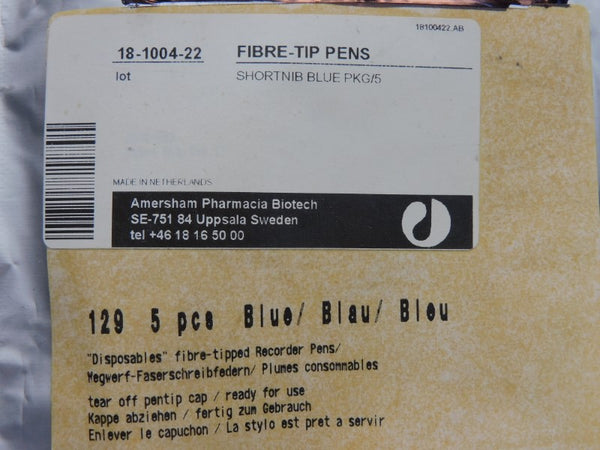 18100422.AB
18-1004-22 FIBRE-TIP PENS
lot SHORTNIB BLUE PKG/5
MADE IN NETHERLANDS
Amersham Pharmacia Biotech
SE-751 84 Uppsala Sweden
tel +46 18 16 50 00
129 5 pcs Blue/ Blau/ Bleu
"Disposables" fibre-tipped Recorder Pens/
Wegwerf-Faserschreibfedern/ Plumes consommables
tear off pentip cap / ready for use
Kappe abziehen / fertig zum Gebrauch
Enlever le capuchon / La stylo est pret a servir